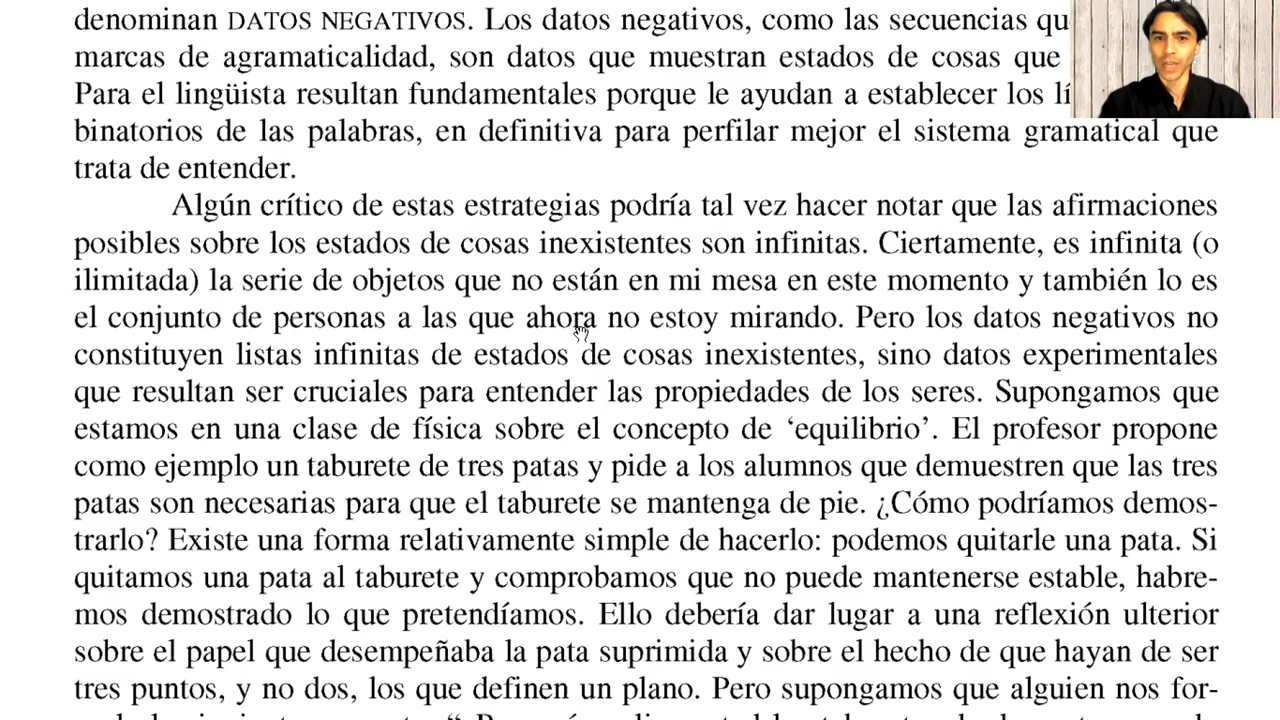 denominan DATOS NEGATIVOS. Los datos negativos, como las secuencias
marcas de agramaticalidad, son datos que muestran estados de cosas que
Para el lingüista resultan fundamentales porque le ayudan a establecer los
binatorios de las palabras, en definitiva para perfilar mejor el sistema gramatical que
trata de entender.
Algún crítico de estas estrategias podría tal vez hacer notar que las afirmaciones
posibles sobre los estados de cosas inexistentes son infinitas. Ciertamente, es infinita (o
ilimitada) la serie de objetos que no están en mi mesa en este momento y también lo es
el conjunto de personas a las que ahora no estoy mirando. Pero los datos negativos no
constituyen listas infinitas de estados de cosas inexistentes, sino datos experimentales
que resultan ser cruciales para entender las propiedades de los seres. Supongamos que
estamos en una clase de física sobre el concepto de ‘equilibrio’. El profesor propone
como ejemplo un taburete de tres patas y pide a los alumnos que demuestren que las tres
patas son necesarias para que el taburete se mantenga de pie. ¿Cómo podríamos demos-
trarlo? Existe una forma relativamente simple de hacerlo: podemos quitarle una pata. Si
quitamos una pata al taburete y comprobamos que no puede mantenerse estable, habre-
mos demostrado lo que pretendíamos. Ello debería dar lugar a una reflexión ulterior
sobre el papel que desempeñaba la pata suprimida y sobre el hecho de que hayan de ser
tres puntos, y no dos, los que definen un plano. Pero supongamos que alguien nos for-